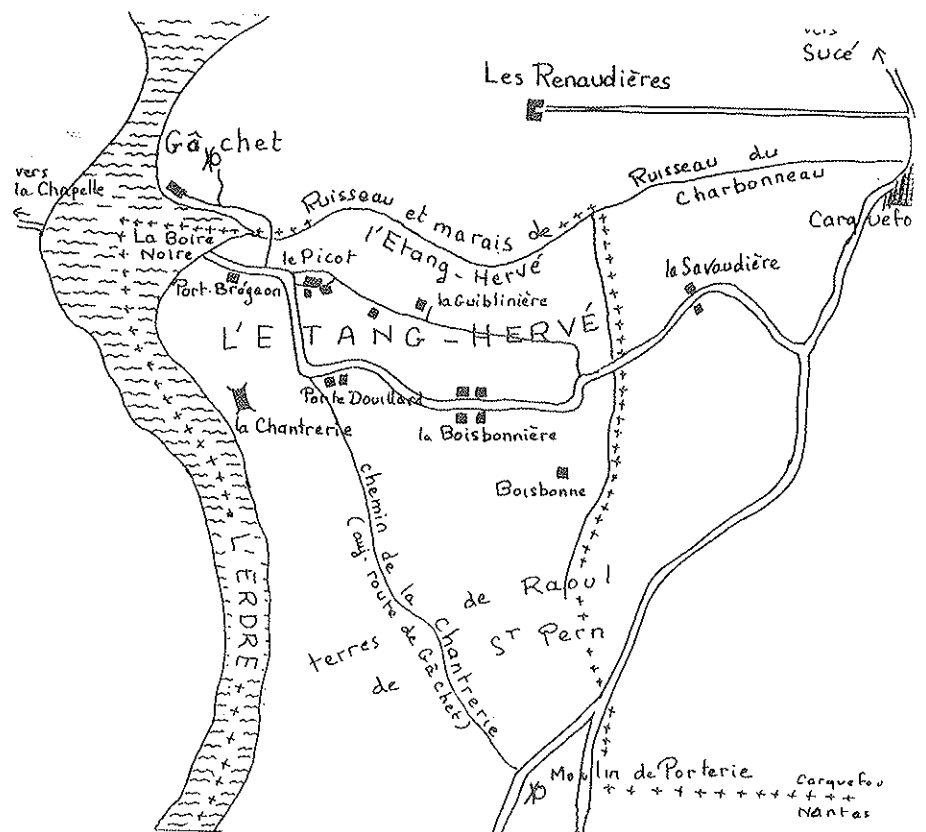 vers
Sucé
Les Renaudières
Gâchet
vers
la Chapelle
Ruisseau du
Charbonneau
Ruisseau et marais de
l'Etang-Hervé
Carquefo
La Boire
Noire
le Picot
la Savaudière
Port-Brégaon
la Guiblinière
L'ETANG-HERVÉ
Porte Douillard
la Chantrerie
la Boisbonnière
Boisbonne
chemin de la Chantrerie
(auj. route de Gâchet)
L'ERDRE
terres de Raoul
de St Pern
Moulin de Porterie
Carquefou
Nantes